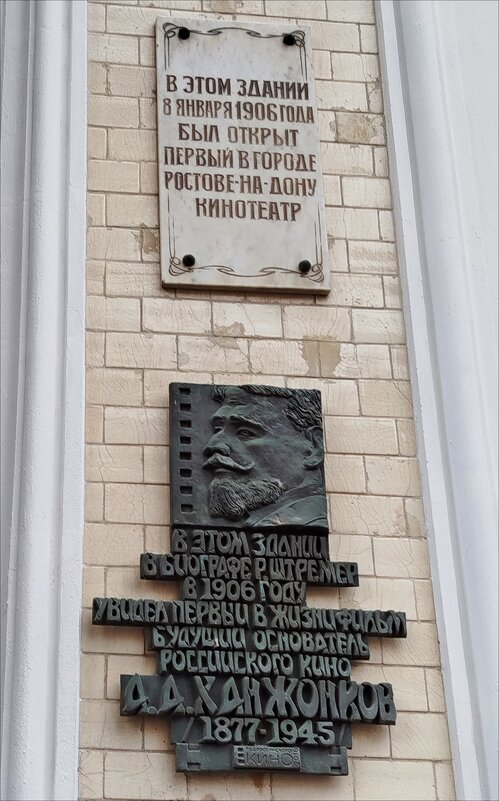 В ЭТОМ ЗДАНИИ
8 ЯНВАРЯ 1906 ГОДА
БЫЛ ОТКРЫТ
ПЕРВЫЙ В ГОРОДЕ
РОСТОВЕ-НА-ДОНУ
КИНОТЕАТР
В ЭТОМ ЗДАНИИ
В БИОГРАФЕ Р. ШТРЕМЕР
В 1906 ГОДУ
УВИДЕЛ ПЕРВЫЙ В ЖИЗНИ ФИЛЬМ
БУДУЩИЙ ОСНОВАТЕЛЬ
РОССИЙСКОГО КИНО
А.А.ХАНЖОНКОВ
1877-1945
КИНО